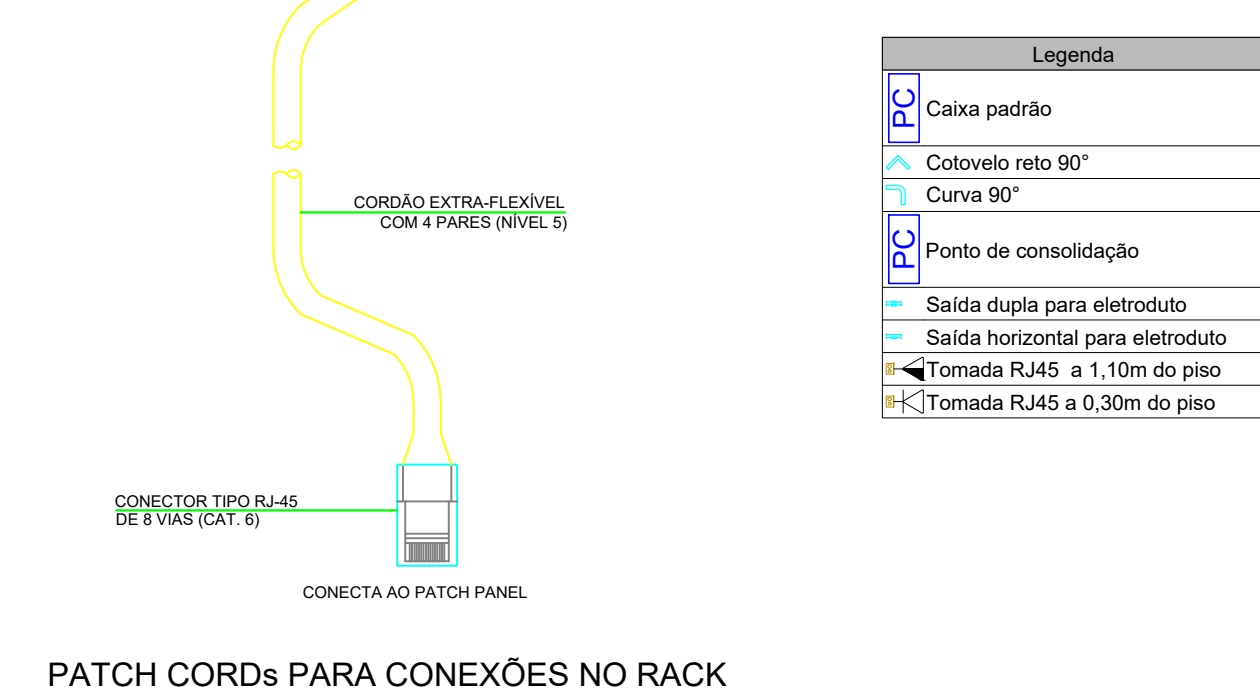 CORDÃO EXTRA-FLEXÍVEL
COM 4 PARES (NÍVEL 5)
CONECTOR TIPO RJ-45
DE 8 VIAS (CAT. 6)
CONECTA AO PATCH PANEL
PATCH CORDs PARA CONEXÕES NO RACK
Legenda
PC Caixa padrão
Cotovelo reto 90°
Curva 90°
PC Ponto de consolidação
Saída dupla para eletroduto
Saída horizontal para eletroduto
Tomada RJ45 a 1,10m do piso
Tomada RJ45 a 0,30m do piso